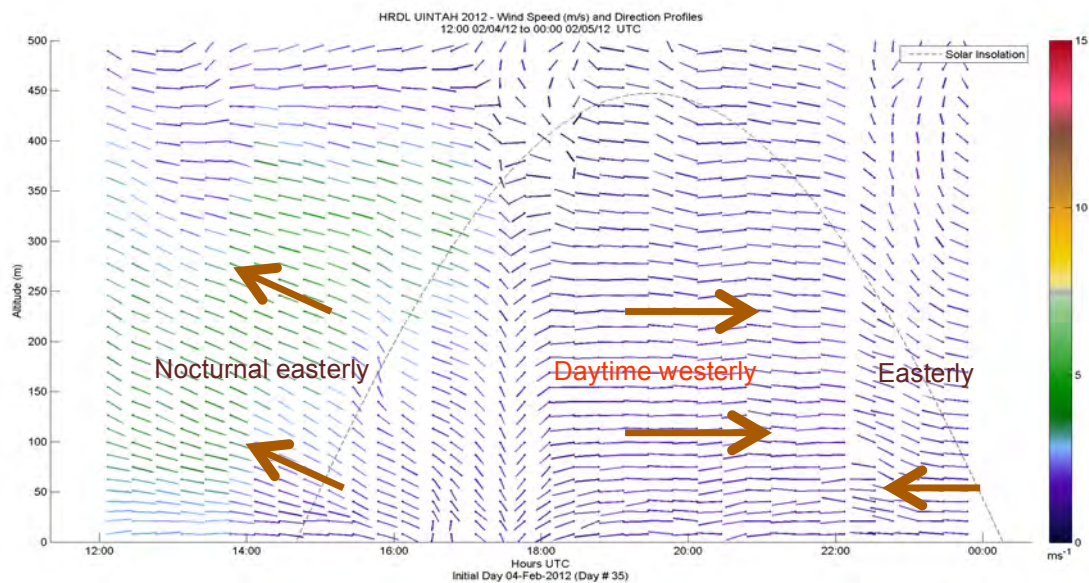 HRDL UINTAH 2012 - Wind Speed (m/s) and Direction Profiles
12:00 02/04/12 to 00:00 02/05/12 UTC
Solar Insolation
500
450
400
350
300
250
200
150
100
50
0
Altitude (m)
15
10
5
0
ms⁻¹
Nocturnal easterly
Daytime westerly
Easterly
12:00
14:00
16:00
18:00
20:00
22:00
00:00
Hours UTC
Initial Day 04-Feb-2012 (Day # 35)